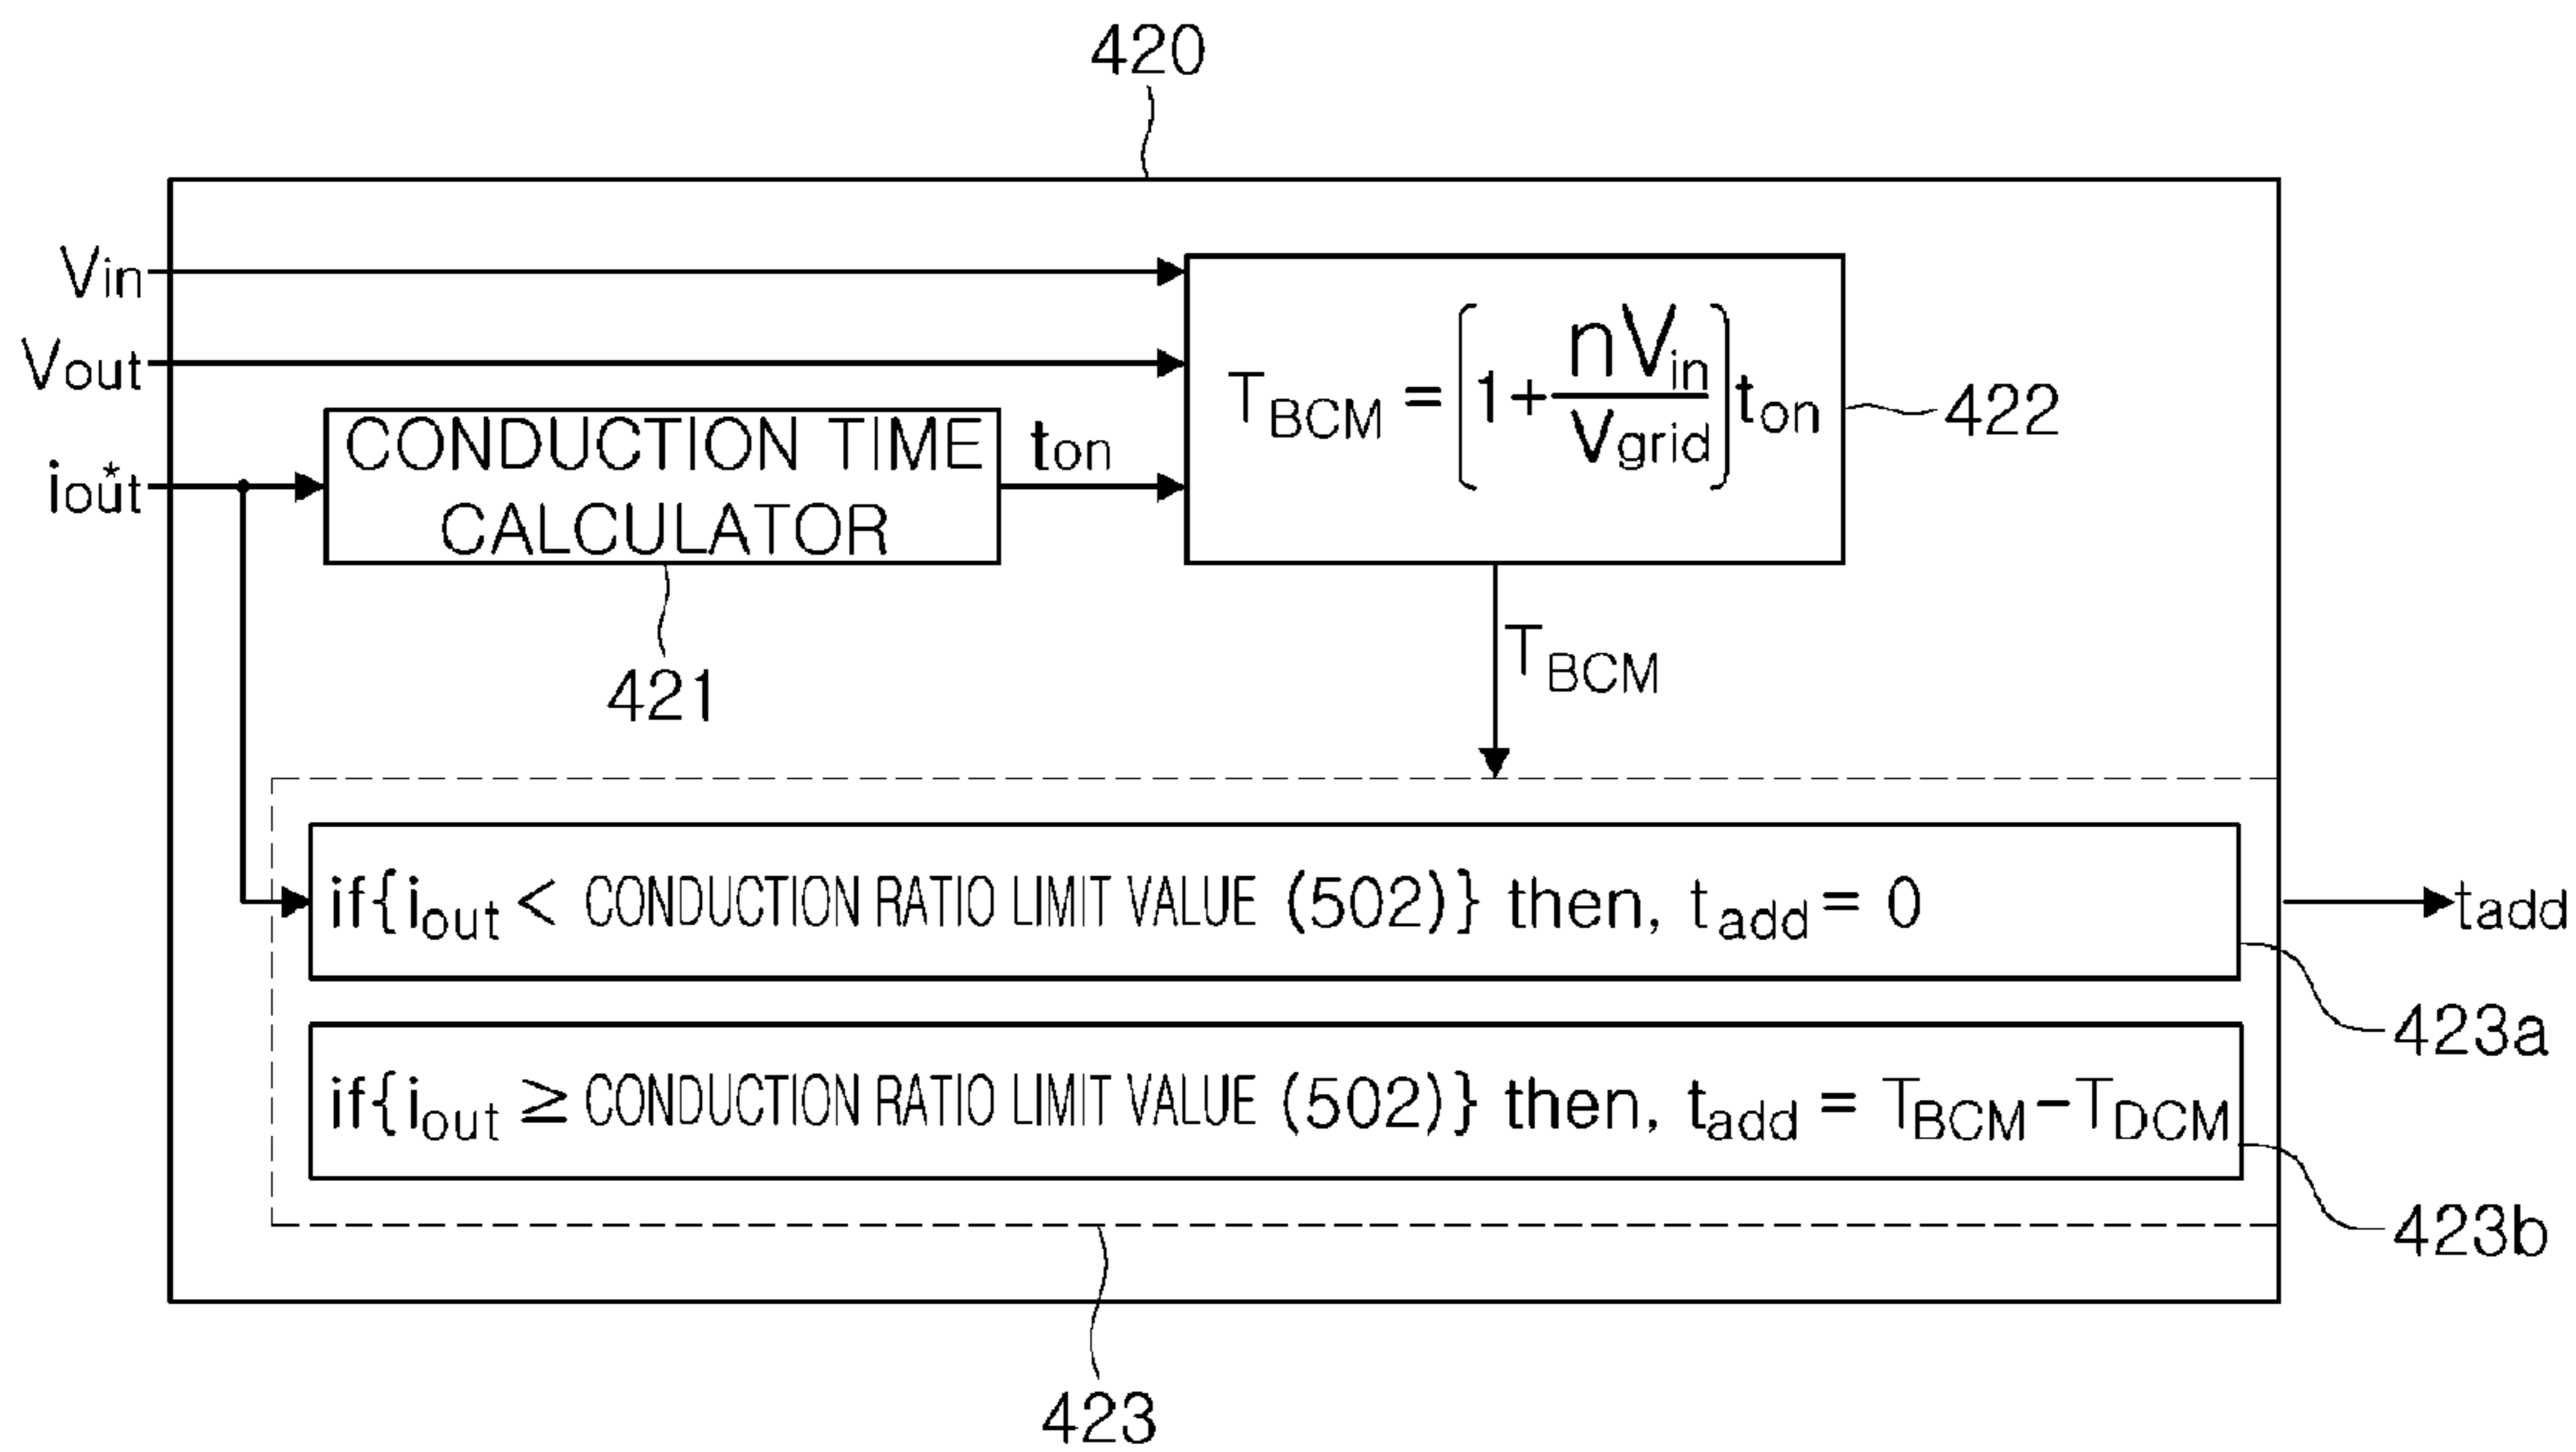 420
Vin
Vout
iout*
CONDUCTION TIME
CALCULATOR
ton
TBCM = [1+nVin/Vgrid]ton
422
421
TBCM
if{iout < CONDUCTION RATIO LIMIT VALUE (502)} then, tadd = 0
tadd
423a
if{iout ≥ CONDUCTION RATIO LIMIT VALUE (502)} then, tadd = TBCM-TDCM
423b
423